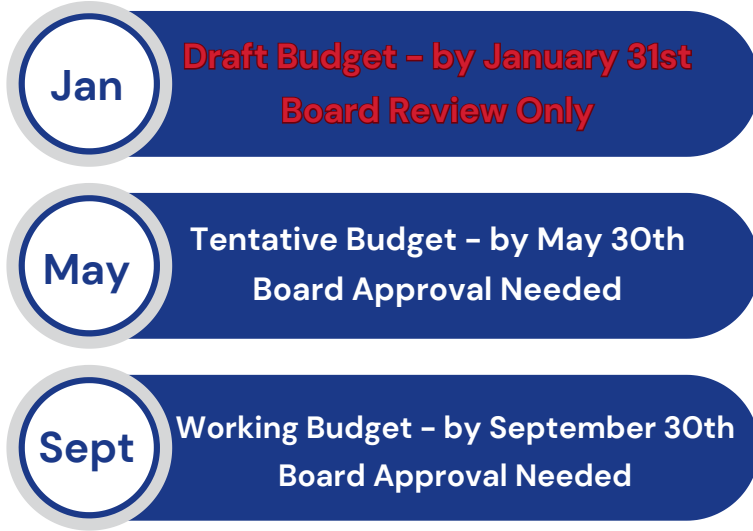 Jan
Draft Budget - by January 31st
Board Review Only
May
Tentative Budget - by May 30th
Board Approval Needed
Sept
Working Budget - by September 30th
Board Approval Needed